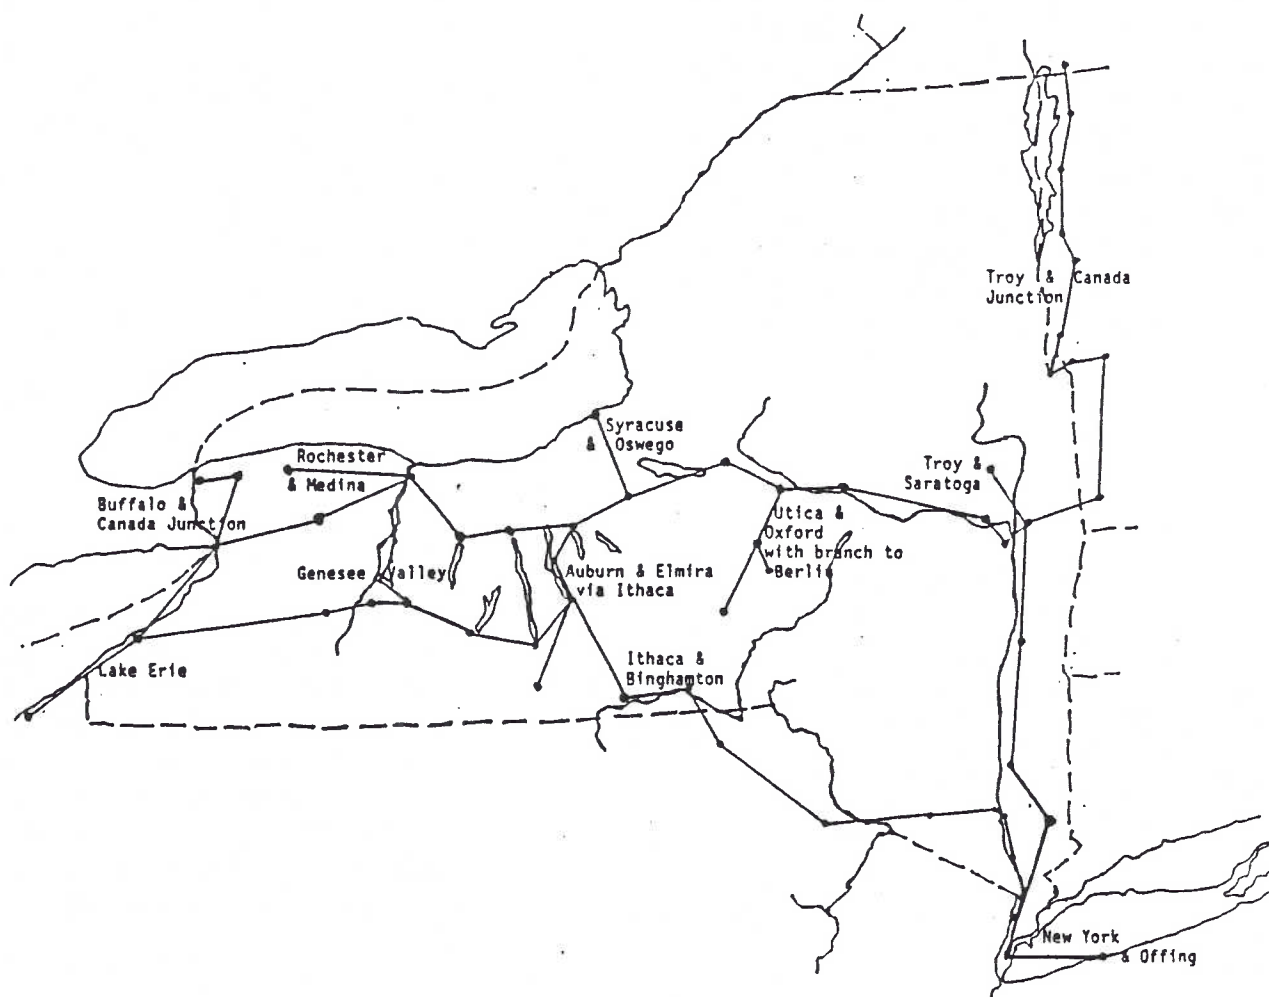 Troy & Canada
Junction
Syracuse
& Oswego
Rochester
& Medina
Troy &
Saratoga
Buffalo &
Canada Junction
Utica &
Oxford
with branch to
Berlin
Genesee Valley
Auburn & Elmira
via Ithaca
Lake Erie
Ithaca &
Binghamton
New York
& Offing